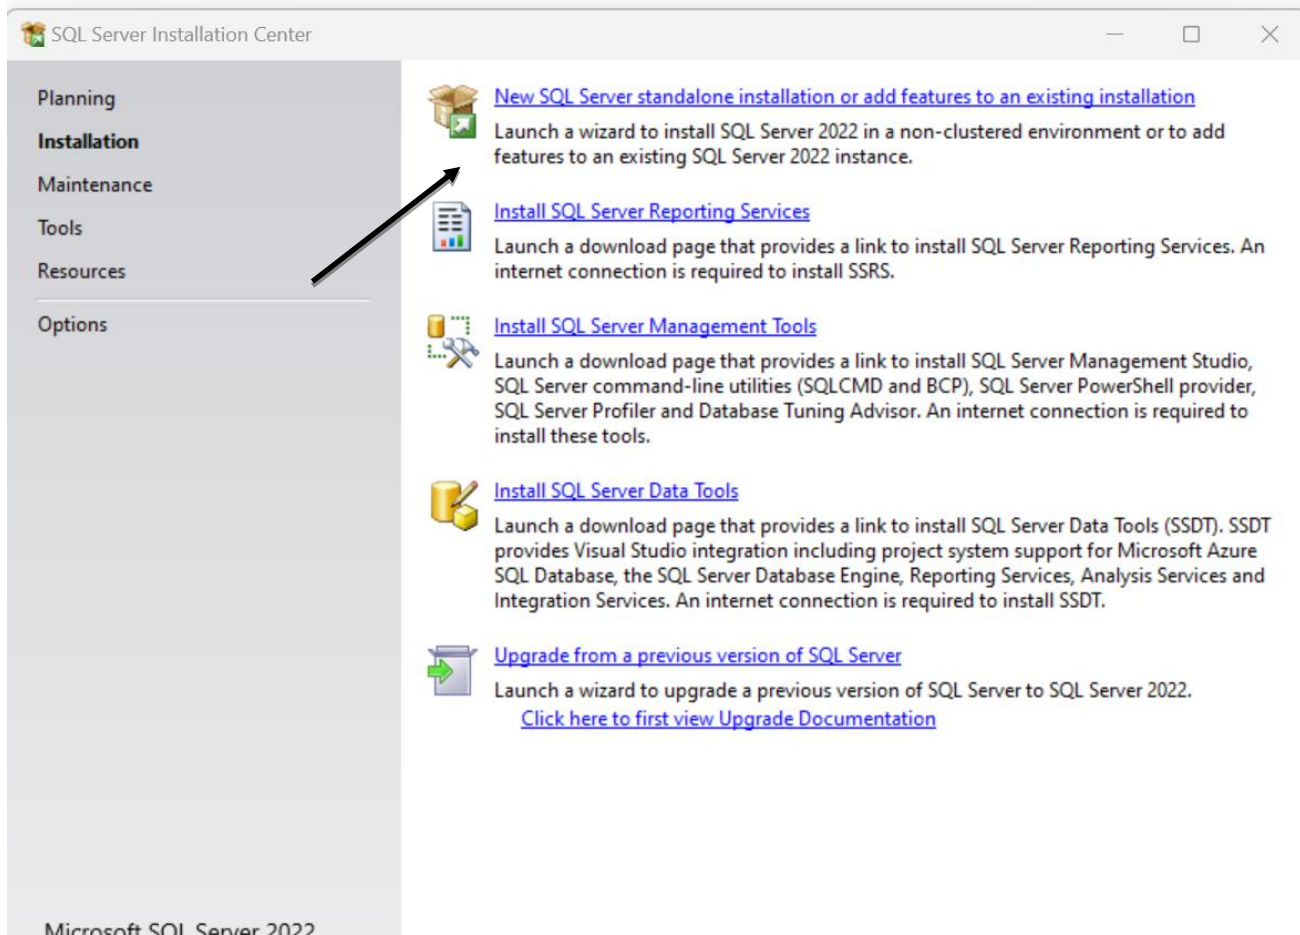 SQL Server Installation Center
Planning
Installation
Maintenance
Tools
Resources
Options
New SQL Server standalone installation or add features to an existing installation
Launch a wizard to install SQL Server 2022 in a non-clustered environment or to add
features to an existing SQL Server 2022 instance.
Install SQL Server Reporting Services
Launch a download page that provides a link to install SQL Server Reporting Services. An
internet connection is required to install SSRS.
Install SQL Server Management Tools
Launch a download page that provides a link to install SQL Server Management Studio,
SQL Server command-line utilities (SQLCMD and BCP), SQL Server PowerShell provider,
SQL Server Profiler and Database Tuning Advisor. An internet connection is required to
install these tools.
Install SQL Server Data Tools
Launch a download page that provides a link to install SQL Server Data Tools (SSDT). SSDT
provides Visual Studio integration including project system support for Microsoft Azure
SQL Database, the SQL Server Database Engine, Reporting Services, Analysis Services and
Integration Services. An internet connection is required to install SSDT.
Upgrade from a previous version of SQL Server
Launch a wizard to upgrade a previous version of SQL Server to SQL Server 2022.
Click here to first view Upgrade Documentation
Microsoft SQL Server 2022